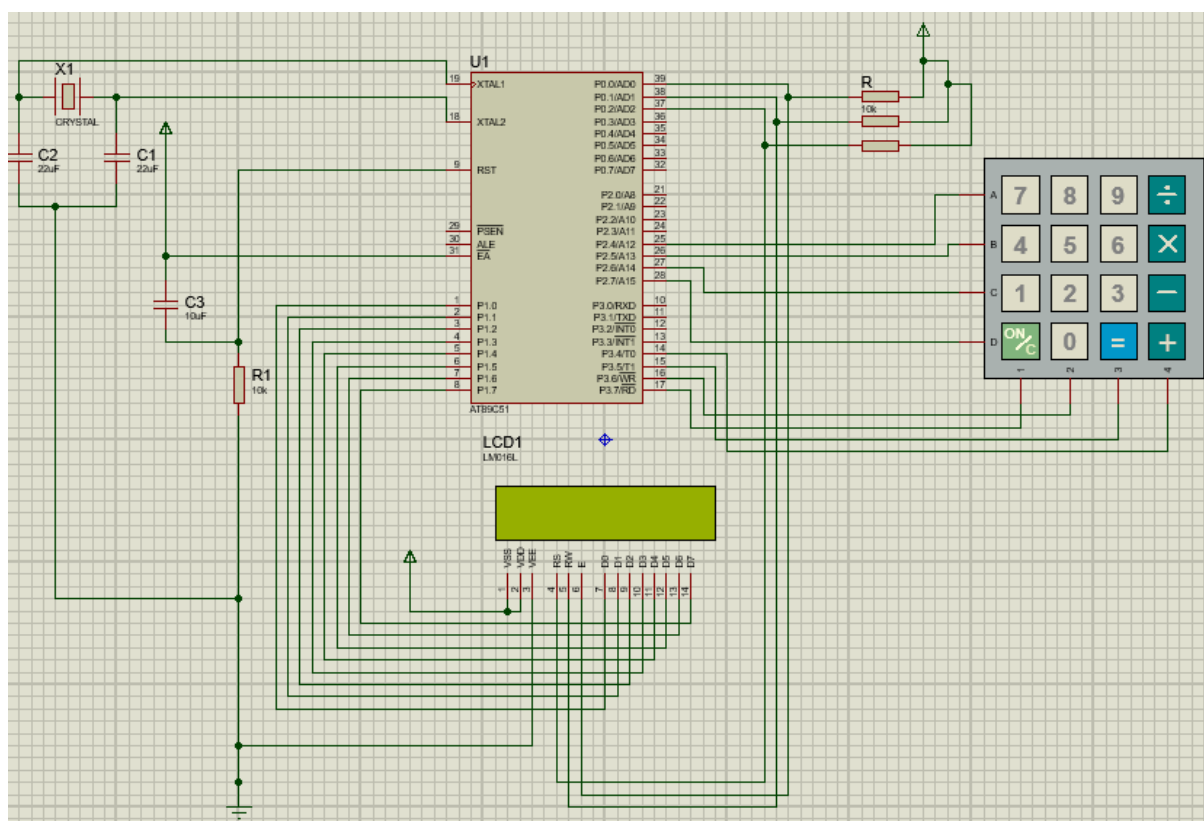 X1
CRYSTAL
C2
22uF
C1
22uF
C3
10uF
R1
10k
U1
19 XTAL1
18 XTAL2
9 RST
29 PSEN
30 ALE
31 EA
1 P1.0
2 P1.1
3 P1.2
4 P1.3
5 P1.4
6 P1.5
7 P1.6
8 P1.7
P0.0/AD0 39
P0.1/AD1 38
P0.2/AD2 37
P0.3/AD3 36
P0.4/AD4 35
P0.5/AD5 34
P0.6/AD6 33
P0.7/AD7 32
P2.0/A8 21
P2.1/A9 22
P2.2/A10 23
P2.3/A11 24
P2.4/A12 25
P2.5/A13 26
P2.6/A14 27
P2.7/A15 28
P3.0/RXD 10
P3.1/TXD 11
P3.2/INT0 12
P3.3/INT1 13
P3.4/T0 14
P3.5/T1 15
P3.6/WR 16
P3.7/RD 17
AT89C51
R
10k
A 7 8 9 ÷
B 4 5 6 ×
C 1 2 3 −
D ON/C 0 = +
1 2 3 4
LCD1
LM016L
VSS VDD VEE RS RW E D0 D1 D2 D3 D4 D5 D6 D7
1 2 3 4 5 6 7 8 9 10 11 12 13 14